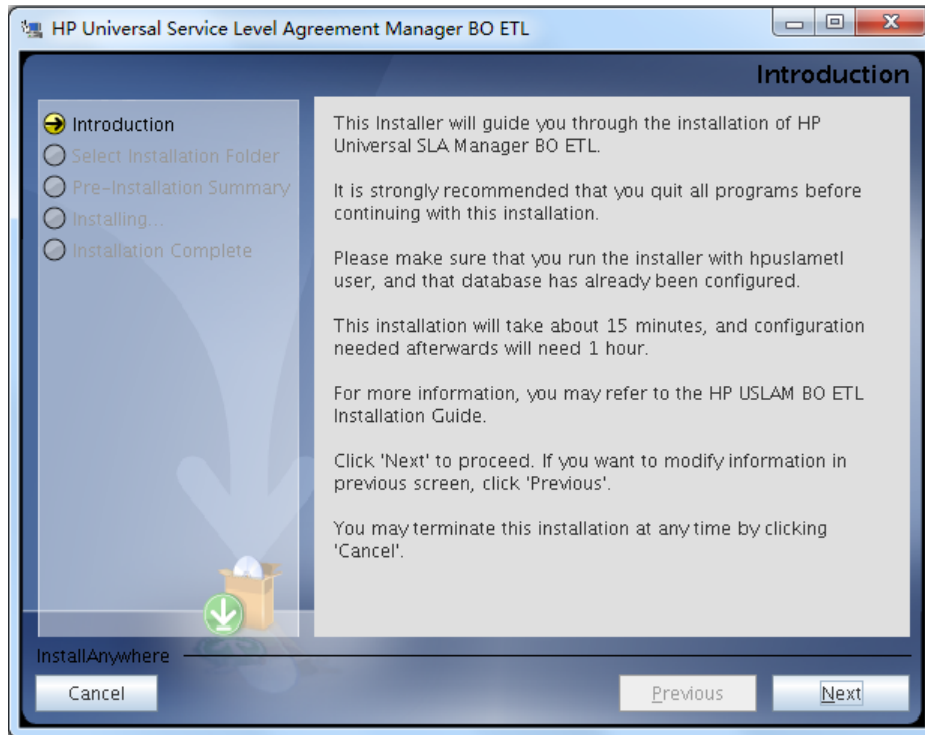 HP Universal Service Level Agreement Manager BO ETL
Introduction
Introduction
Select Installation Folder
Pre-Installation Summary
Installing...
Installation Complete
This Installer will guide you through the installation of HP
Universal SLA Manager BO ETL.
It is strongly recommended that you quit all programs before
continuing with this installation.
Please make sure that you run the installer with hpuslametl
user, and that database has already been configured.
This installation will take about 15 minutes, and configuration
needed afterwards will need 1 hour.
For more information, you may refer to the HP USLAM BO ETL
Installation Guide.
Click 'Next' to proceed. If you want to modify information in
previous screen, click 'Previous'.
You may terminate this installation at any time by clicking
'Cancel'.
InstallAnywhere
Cancel
Previous
Next